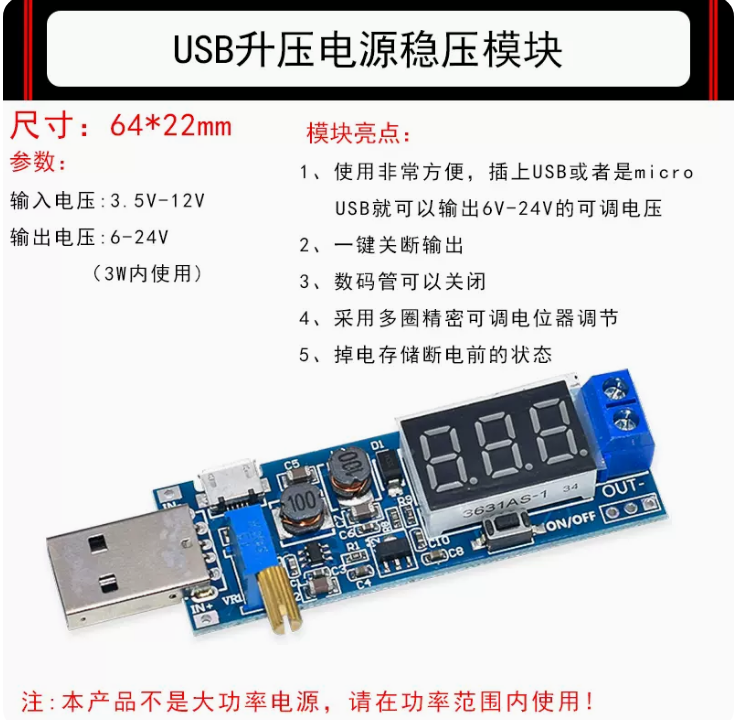 USB升压电源稳压模块
尺寸：64*22mm
参数：
输入电压:3.5V-12V
输出电压:6-24V
（3W内使用)
模块亮点：
1、使用非常方便，插上USB或者是micro
USB就可以输出6V-24V的可调电压
2、一键关断输出
3、数码管可以关闭
4、采用多圈精密可调电位器调节
5、掉电存储断电前的状态
IN-
C5
100
100
D1
3631AS-1
34
OUT-
ON/OFF
R9
C6
R1
C3
C4
C10
C8
VR1
IN+
注:本产品不是大功率电源，请在功率范围内使用！